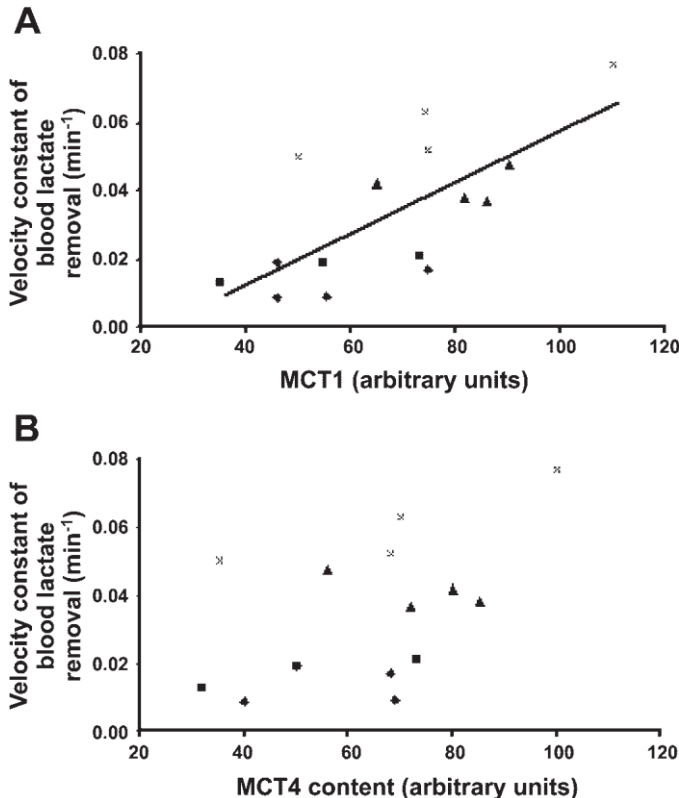 A
0.08
0.06
0.04
0.02
0.00
Velocity constant of
blood lactate
removal (min-1)
20 40 60 80 100 120
MCT1 (arbitrary units)
B
0.08
0.06
0.04
0.02
0.00
Velocity constant of
blood lactate
removal (min-1)
20 40 60 80 100 120
MCT4 content (arbitrary units)